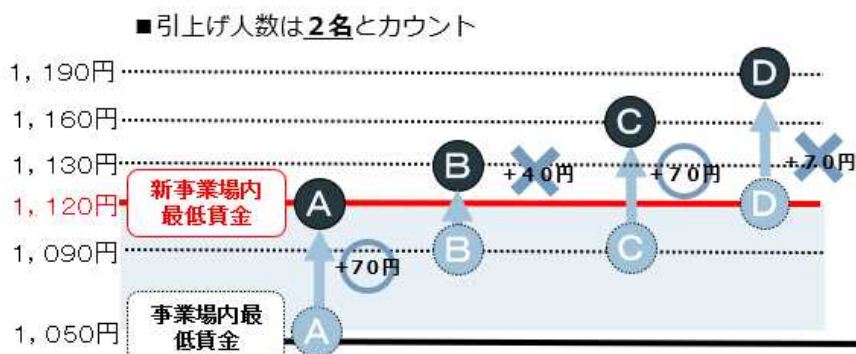 ■引上げ人数は2名とカウント
1,190円
D
1,160円
C
1,130円
B
+40円
+70円
+70円
新事業場内
最低賃金
1,120円
A
D
1,090円
B
C
+70円
事業場内最
低賃金
1,050円
A